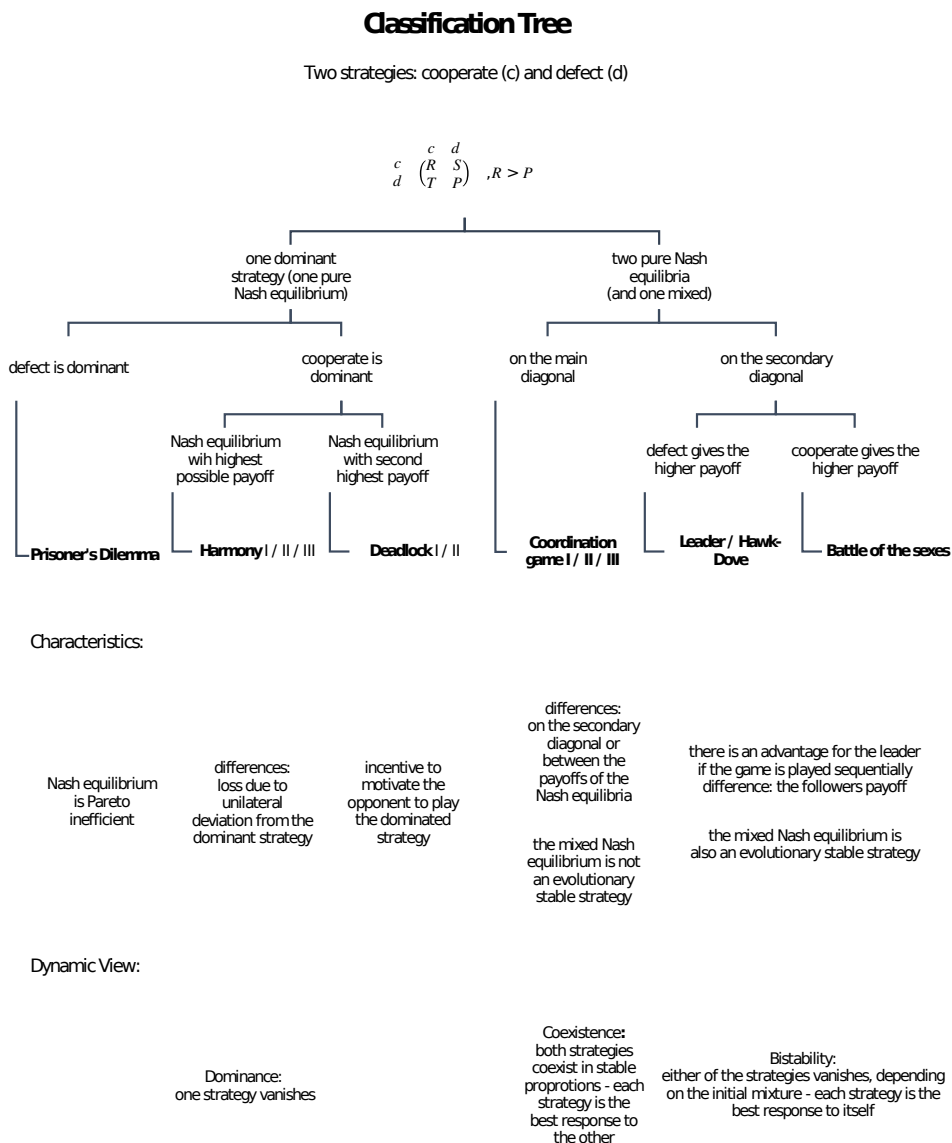 Classification Tree
Two strategies: cooperate (c) and defect (d)
c d
c (R S)
d (T P) ,R > P
one dominant
strategy (one pure
Nash equilibrium)
two pure Nash
equilibria
(and one mixed)
defect is dominant
cooperate is
dominant
on the main
diagonal
on the secondary
diagonal
Nash equilibrium
wih highest
possible payoff
Nash equilibrium
with second
highest payoff
defect gives the
higher payoff
cooperate gives the
higher payoff
Prisoner's Dilemma
Harmony I / II / III
Deadlock I / II
Coordination
game I / II / III
Leader / Hawk-
Dove
Battle of the sexes
Characteristics:
Nash equilibrium
is Pareto
inefficient
differences:
loss due to
unilateral
deviation from the
dominant strategy
incentive to
motivate the
opponent to play
the dominated
strategy
differences:
on the secondary
diagonal or
between the
payoffs of the
Nash equilibria
the mixed Nash
equilibrium is not
an evolutionary
stable strategy
there is an advantage for the leader
if the game is played sequentially
difference: the followers payoff
the mixed Nash equilibrium is
also an evolutionary stable strategy
Dynamic View:
Dominance:
one strategy vanishes
Coexistence:
both strategies
coexist in stable
proprotions - each
strategy is the
best response to
the other
Bistability:
either of the strategies vanishes, depending
on the initial mixture - each strategy is the
best response to itself